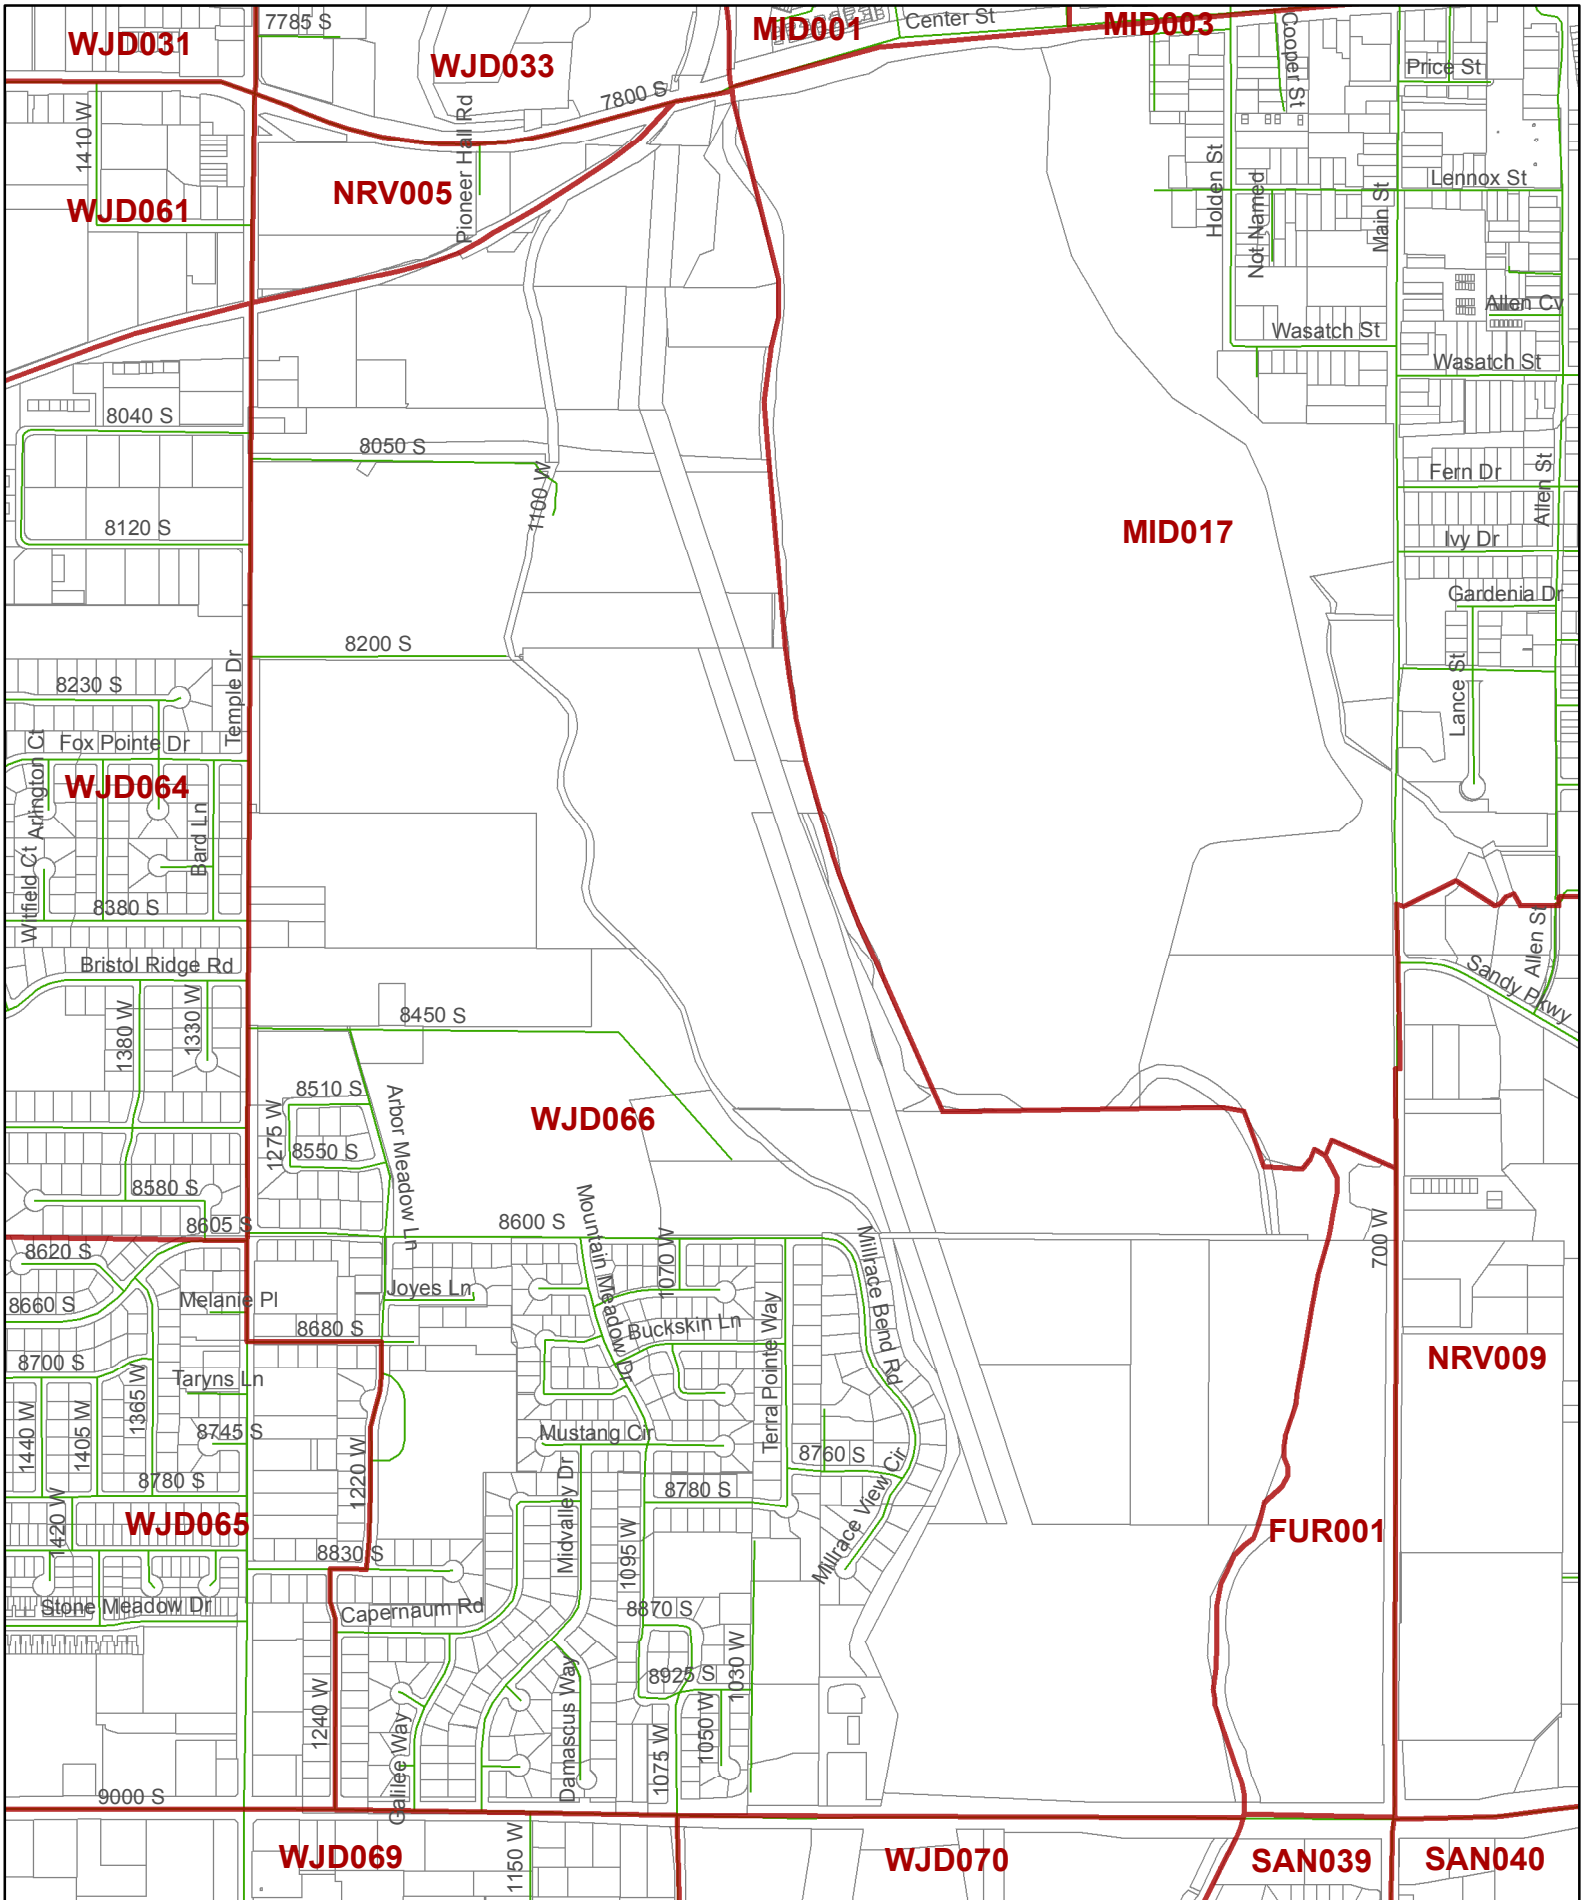 WJD031
7785 S
WJD033
MID001
Center St
MID003
Cooper St
Price St
7800 S
1410 W
Pioneer Hall Rd
NRV005
WJD061
Holden St
Not Named
Main St
Lennox St
Allen Cv
Wasatch St
Wasatch St
8040 S
8050 S
1100 W
Fern Dr
Allen St
8120 S
MID017
Ivy Dr
Gardenia Dr
8200 S
Temple Dr
8230 S
Lance St
Fox Pointe Dr
Arlington Ct
WJD064
Bard Ln
Witfield Ct
8380 S
Allen St
Bristol Ridge Rd
Sandy Pkwy
1380 W
1330 W
8450 S
8510 S
Arbor Meadow Ln
WJD066
1275 W
8550 S
8580 S
8605 S
8600 S
Mountain Meadow Dr
1070 W
Millrace Bend Rd
700 W
8620 S
8660 S
Melanie Pl
Joyes Ln
8680 S
Buckskin Ln
Terra Pointe Way
8700 S
Taryns Ln
NRV009
1440 W
1405 W
1365 W
8745 S
Mustang Cir
8760 S
8780 S
1220 W
Midvalley Dr
8780 S
Millrace View Cir
1420 W
WJD065
1095 W
FUR001
8830 S
Stone Meadow Dr
Capernaum Rd
8870 S
8925 S
1030 W
1240 W
Galilee Way
Damascus Way
1075 W
1050 W
9000 S
WJD069
1150 W
WJD070
SAN039
SAN040